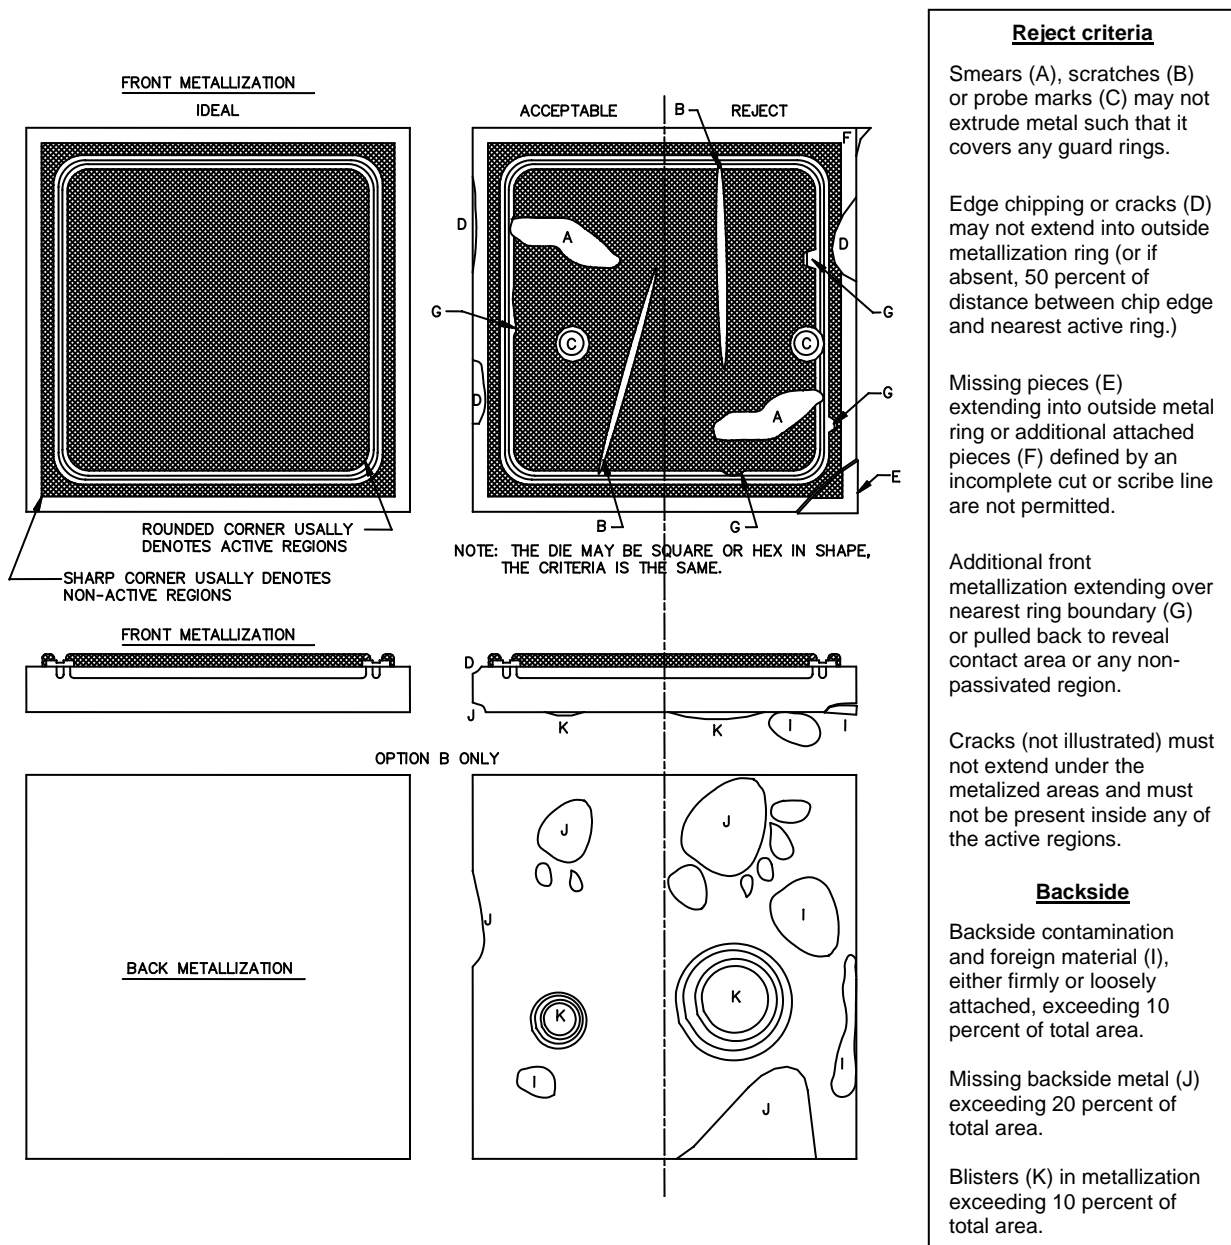 FRONT METALLIZATION
IDEAL
ACCEPTABLE
B
REJECT
F
D
A
D
G
G
C
C
D
A
G
E
B
G
ROUNDED CORNER USALLY
DENOTES ACTIVE REGIONS
SHARP CORNER USALLY DENOTES
NON-ACTIVE REGIONS
NOTE: THE DIE MAY BE SQUARE OR HEX IN SHAPE,
THE CRITERIA IS THE SAME.
FRONT METALLIZATION
D
J
K
K
I
I
OPTION B ONLY
J
J
J
I
BACK METALLIZATION
K
K
I
I
J
Reject criteria
Smears (A), scratches (B)
or probe marks (C) may not
extrude metal such that it
covers any guard rings.
Edge chipping or cracks (D)
may not extend into outside
metallization ring (or if
absent, 50 percent of
distance between chip edge
and nearest active ring.)
Missing pieces (E)
extending into outside metal
ring or additional attached
pieces (F) defined by an
incomplete cut or scribe line
are not permitted.
Additional front
metallization extending over
nearest ring boundary (G)
or pulled back to reveal
contact area or any non-
passivated region.
Cracks (not illustrated) must
not extend under the
metalized areas and must
not be present inside any of
the active regions.
Backside
Backside contamination
and foreign material (I),
either firmly or loosely
attached, exceeding 10
percent of total area.
Missing backside metal (J)
exceeding 20 percent of
total area.
Blisters (K) in metallization
exceeding 10 percent of
total area.